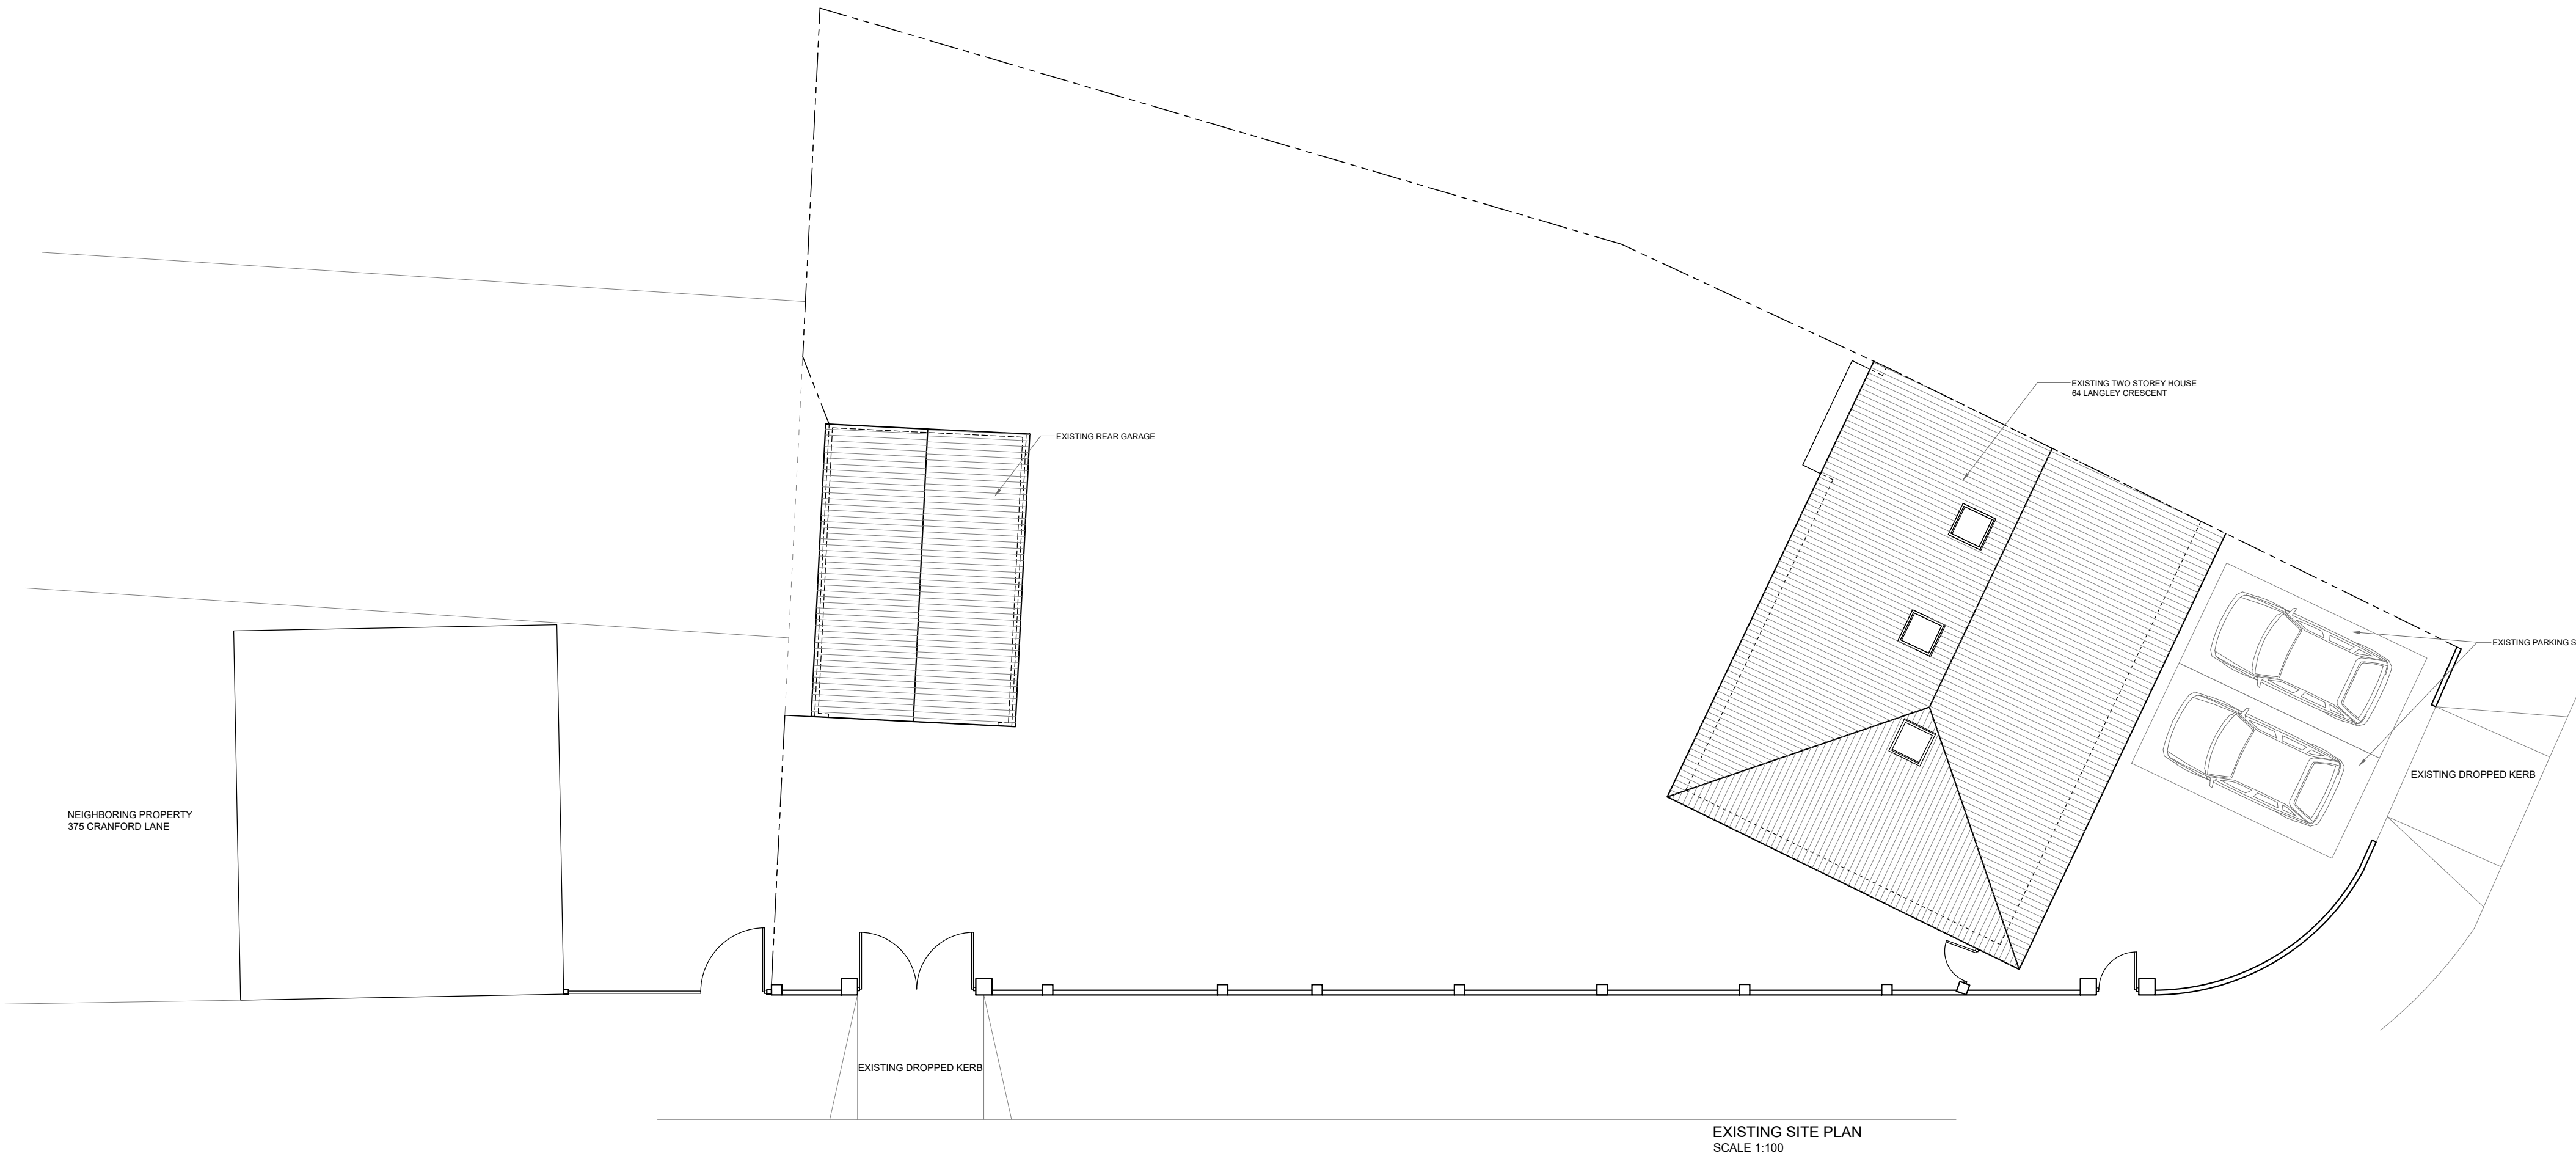 EXISTING TWO STOREY HOUSE
64 LANGLEY CRESCENT
EXISTING REAR GARAGE
EXISTING PARKING S
EXISTING DROPPED KERB
NEIGHBORING PROPERTY
375 CRANFORD LANE
EXISTING DROPPED KERB
EXISTING SITE PLAN
SCALE 1:100